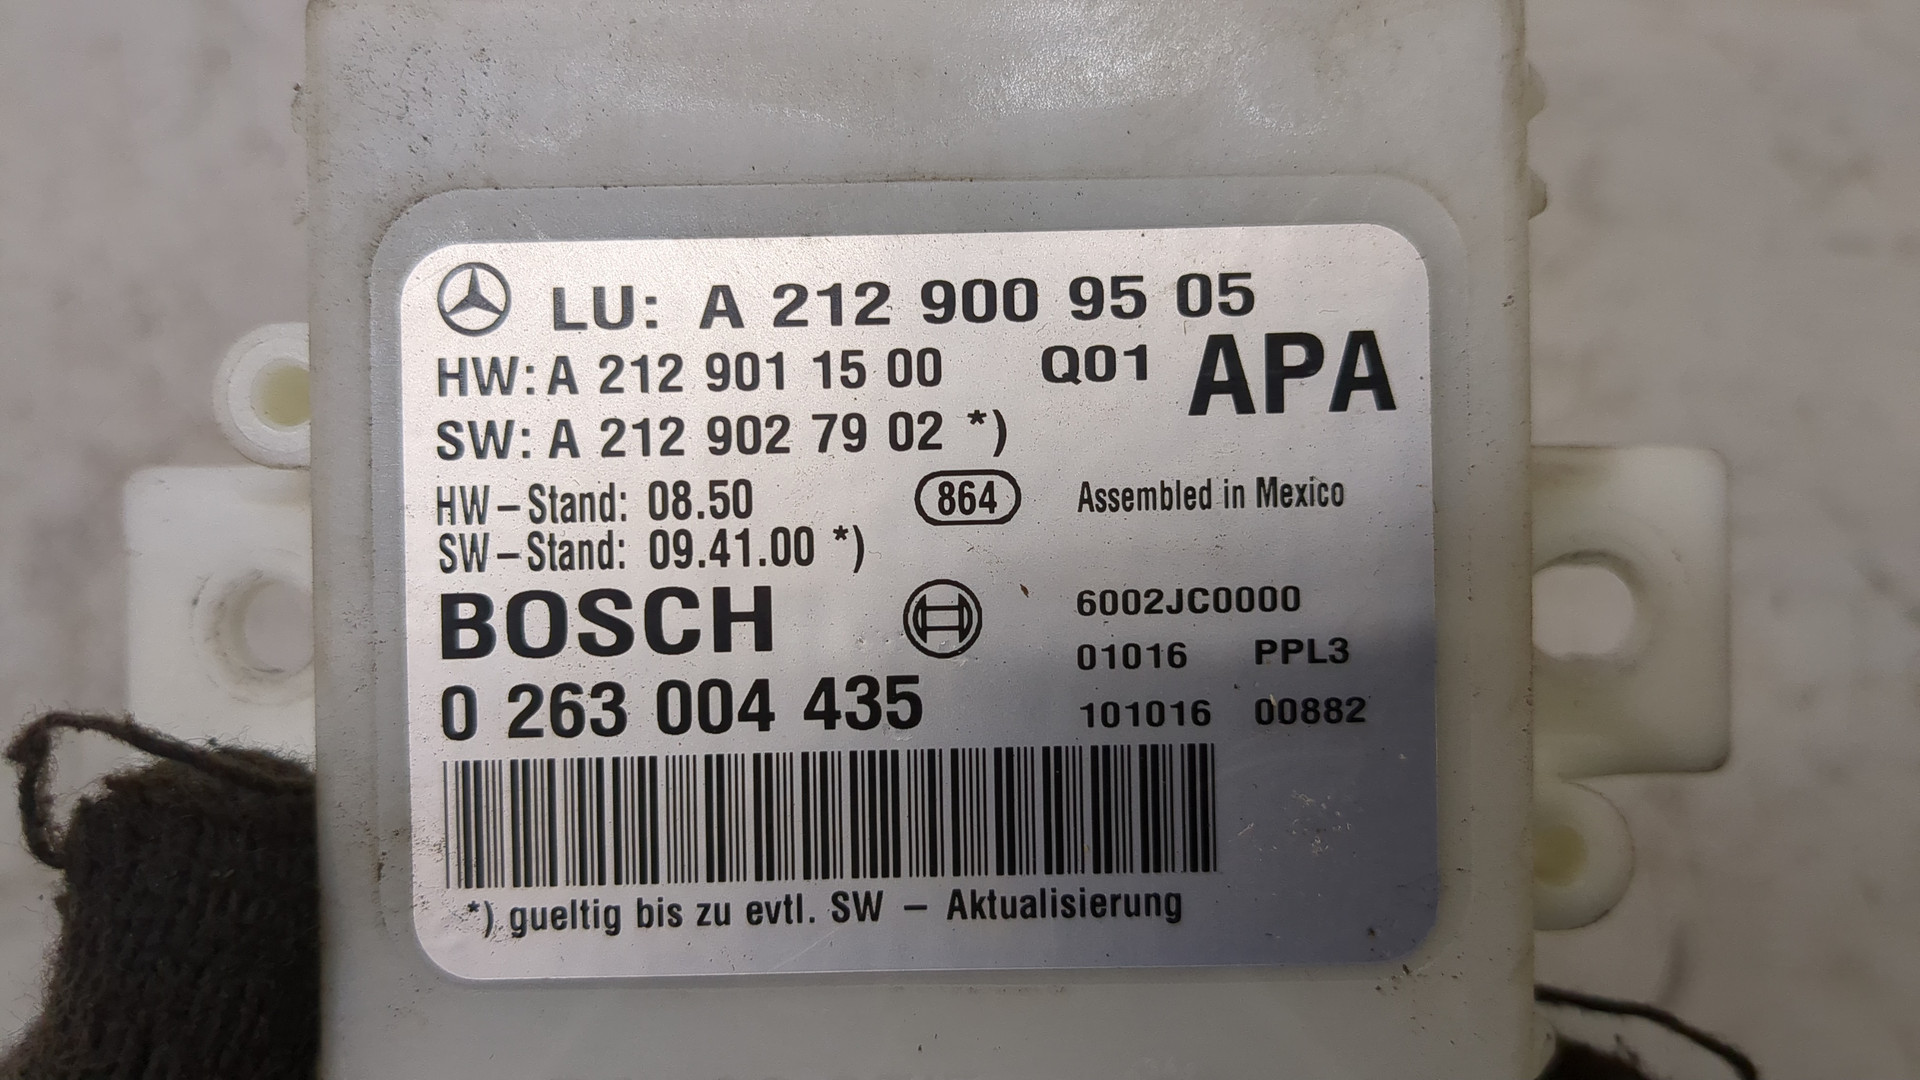 LU: A 212 900 95 05
HW: A 212 901 15 00 Q01 APA
SW: A 212 902 79 02 *)
HW-Stand: 08.50 864 Assembled in Mexico
SW-Stand: 09.41.00 *)
BOSCH 6002JC0000
01016 PPL3
0 263 004 435 101016 00882
*) gueltig bis zu evtl. SW - Aktualisierung